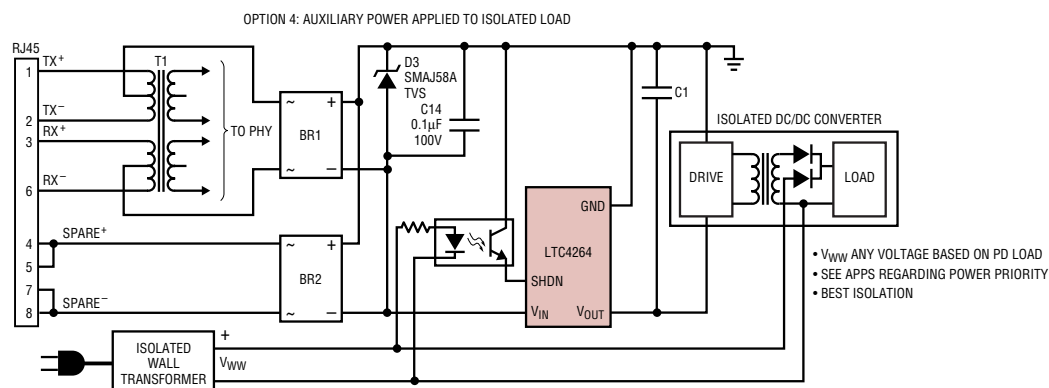 OPTION 4: AUXILIARY POWER APPLIED TO ISOLATED LOAD
RJ45
1
TX+
T1
2
TX−
3
RX+
6
RX−
TO PHY
4
SPARE+
5
7
8
SPARE−
~
+
BR1
~
−
~
+
BR2
~
−
D3
SMAJ58A
TVS
C14
0.1µF
100V
C1
GND
LTC4264
SHDN
VIN
VOUT
ISOLATED DC/DC CONVERTER
DRIVE
LOAD
• VWW ANY VOLTAGE BASED ON PD LOAD
• SEE APPS REGARDING POWER PRIORITY
• BEST ISOLATION
ISOLATED
WALL
TRANSFORMER
+
VWW